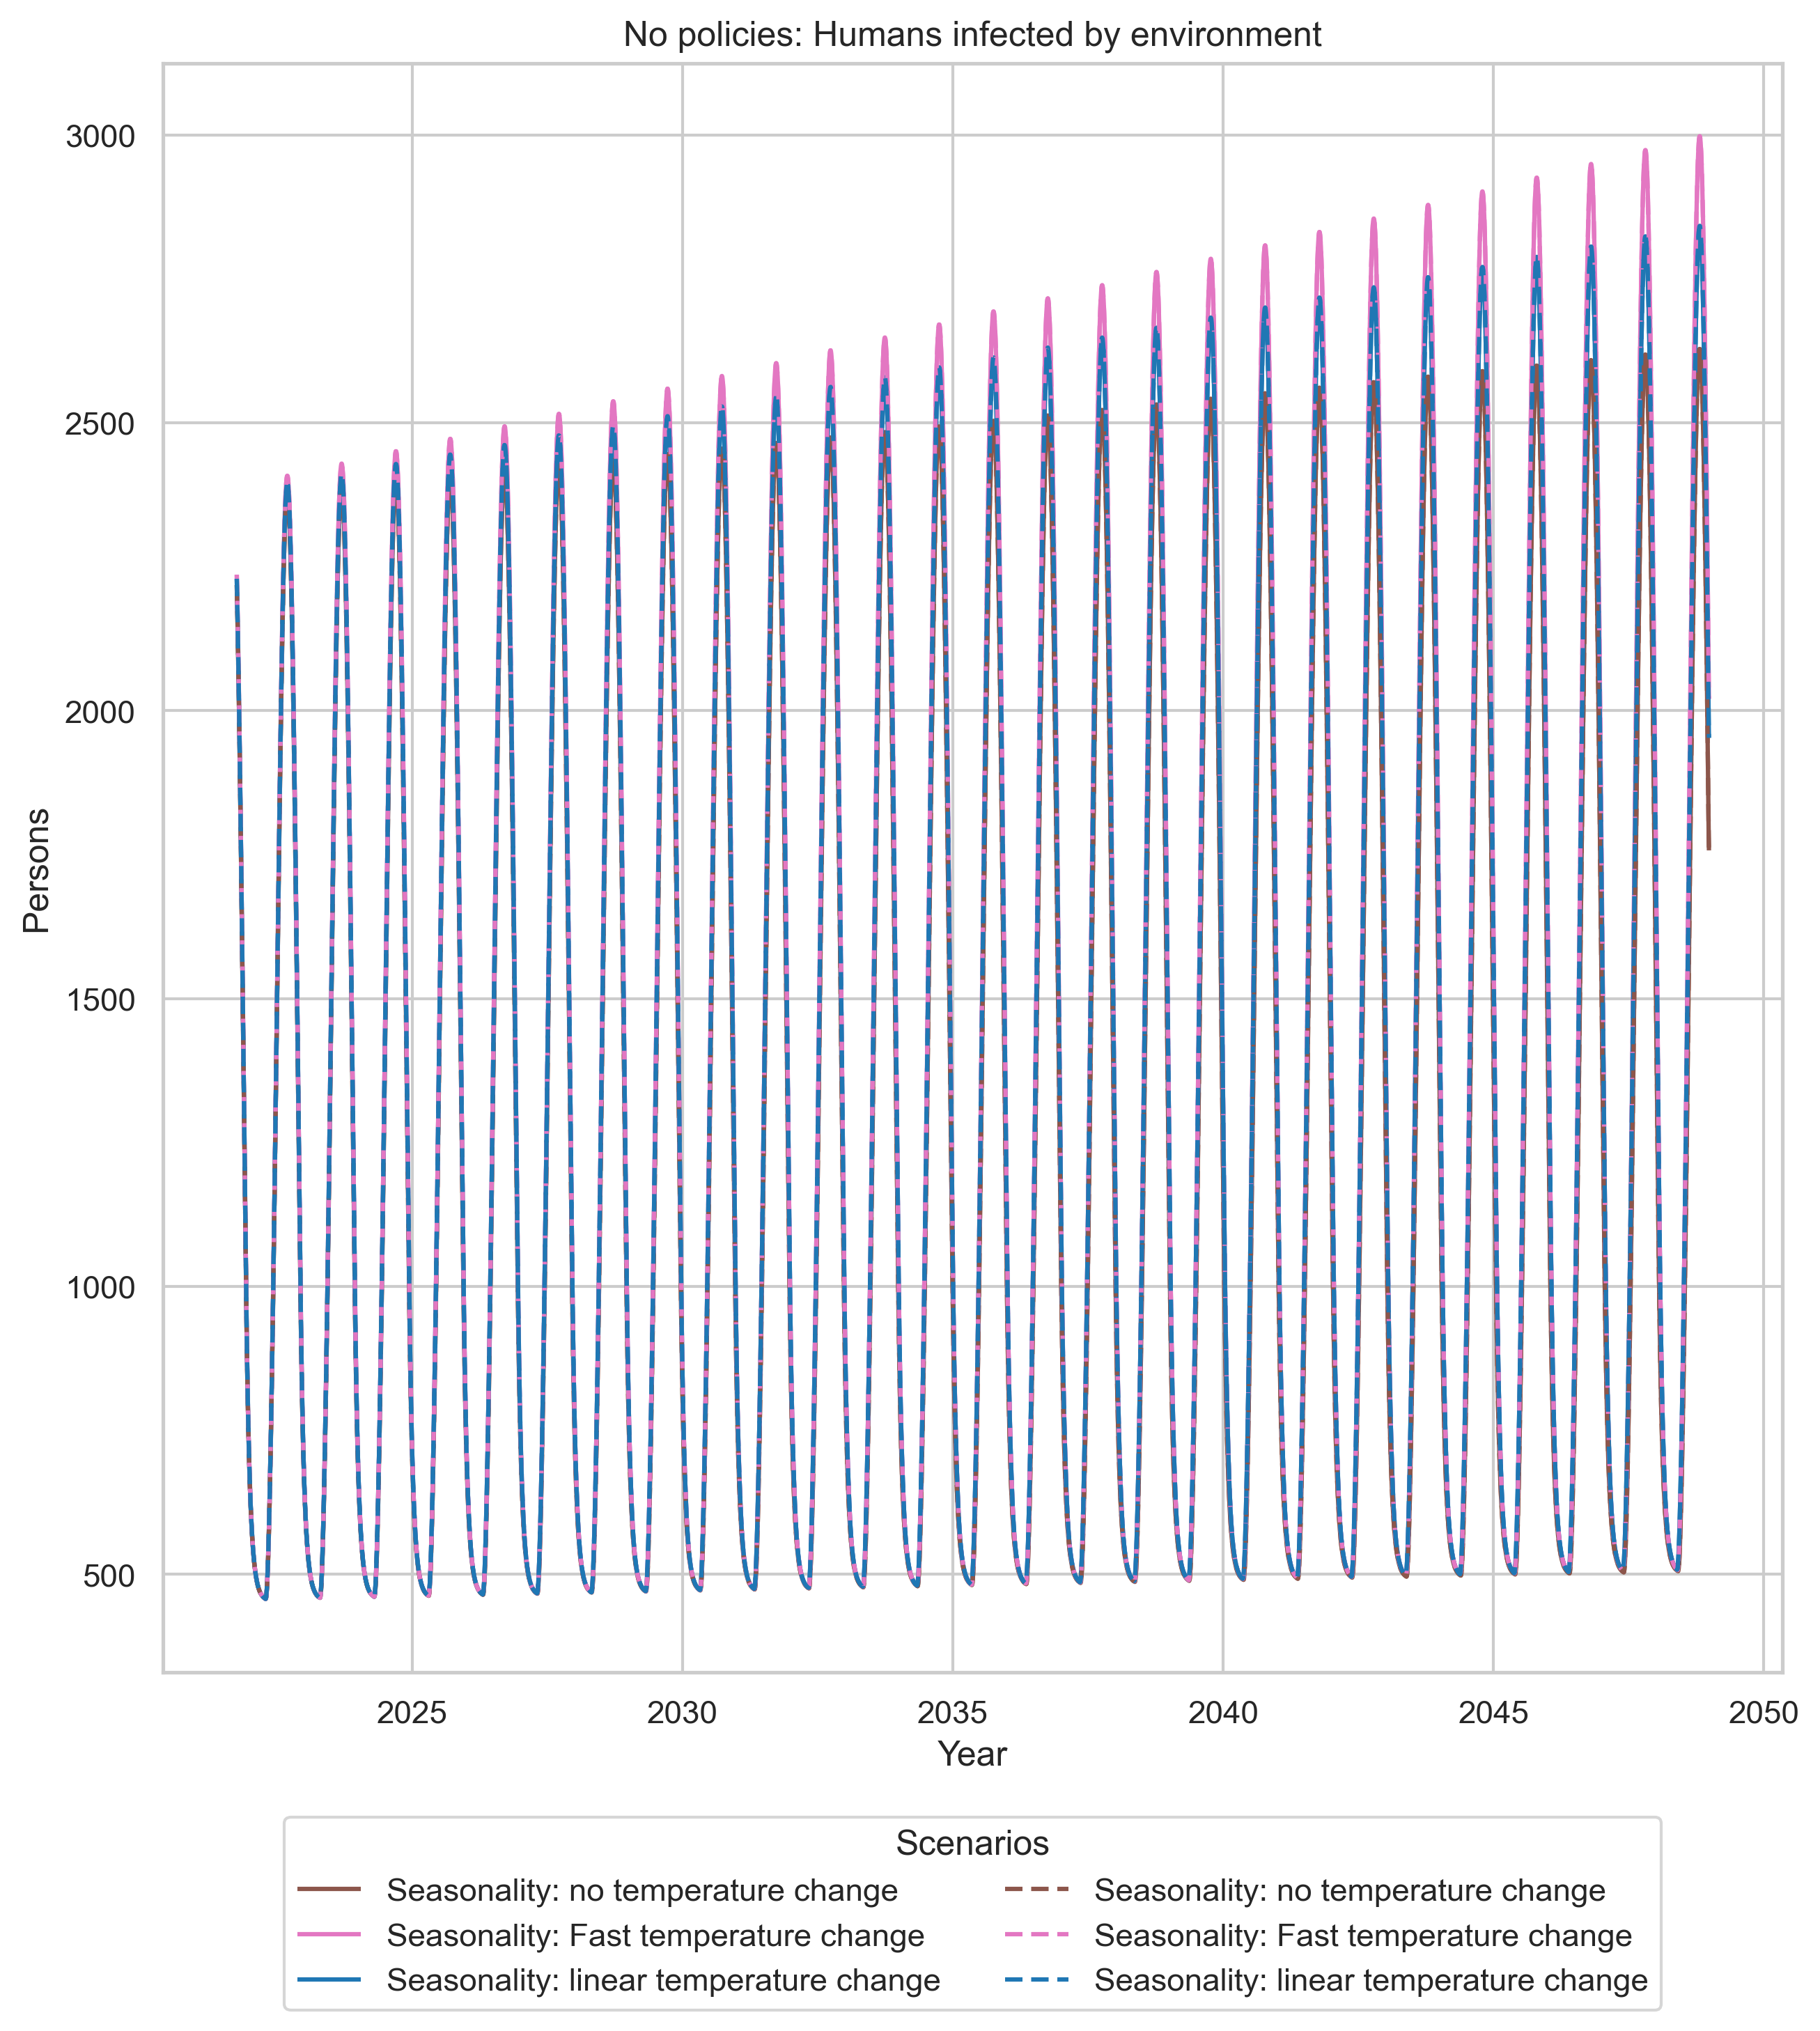 No policies: Humans infected by environment
3000
2500
2000
1500
1000
500
Persons
2025 2030 2035 2040 2045 2050
Year
Scenarios
Seasonality: no temperature change Seasonality: no temperature change
Seasonality: Fast temperature change Seasonality: Fast temperature change
Seasonality: linear temperature change Seasonality: linear temperature change